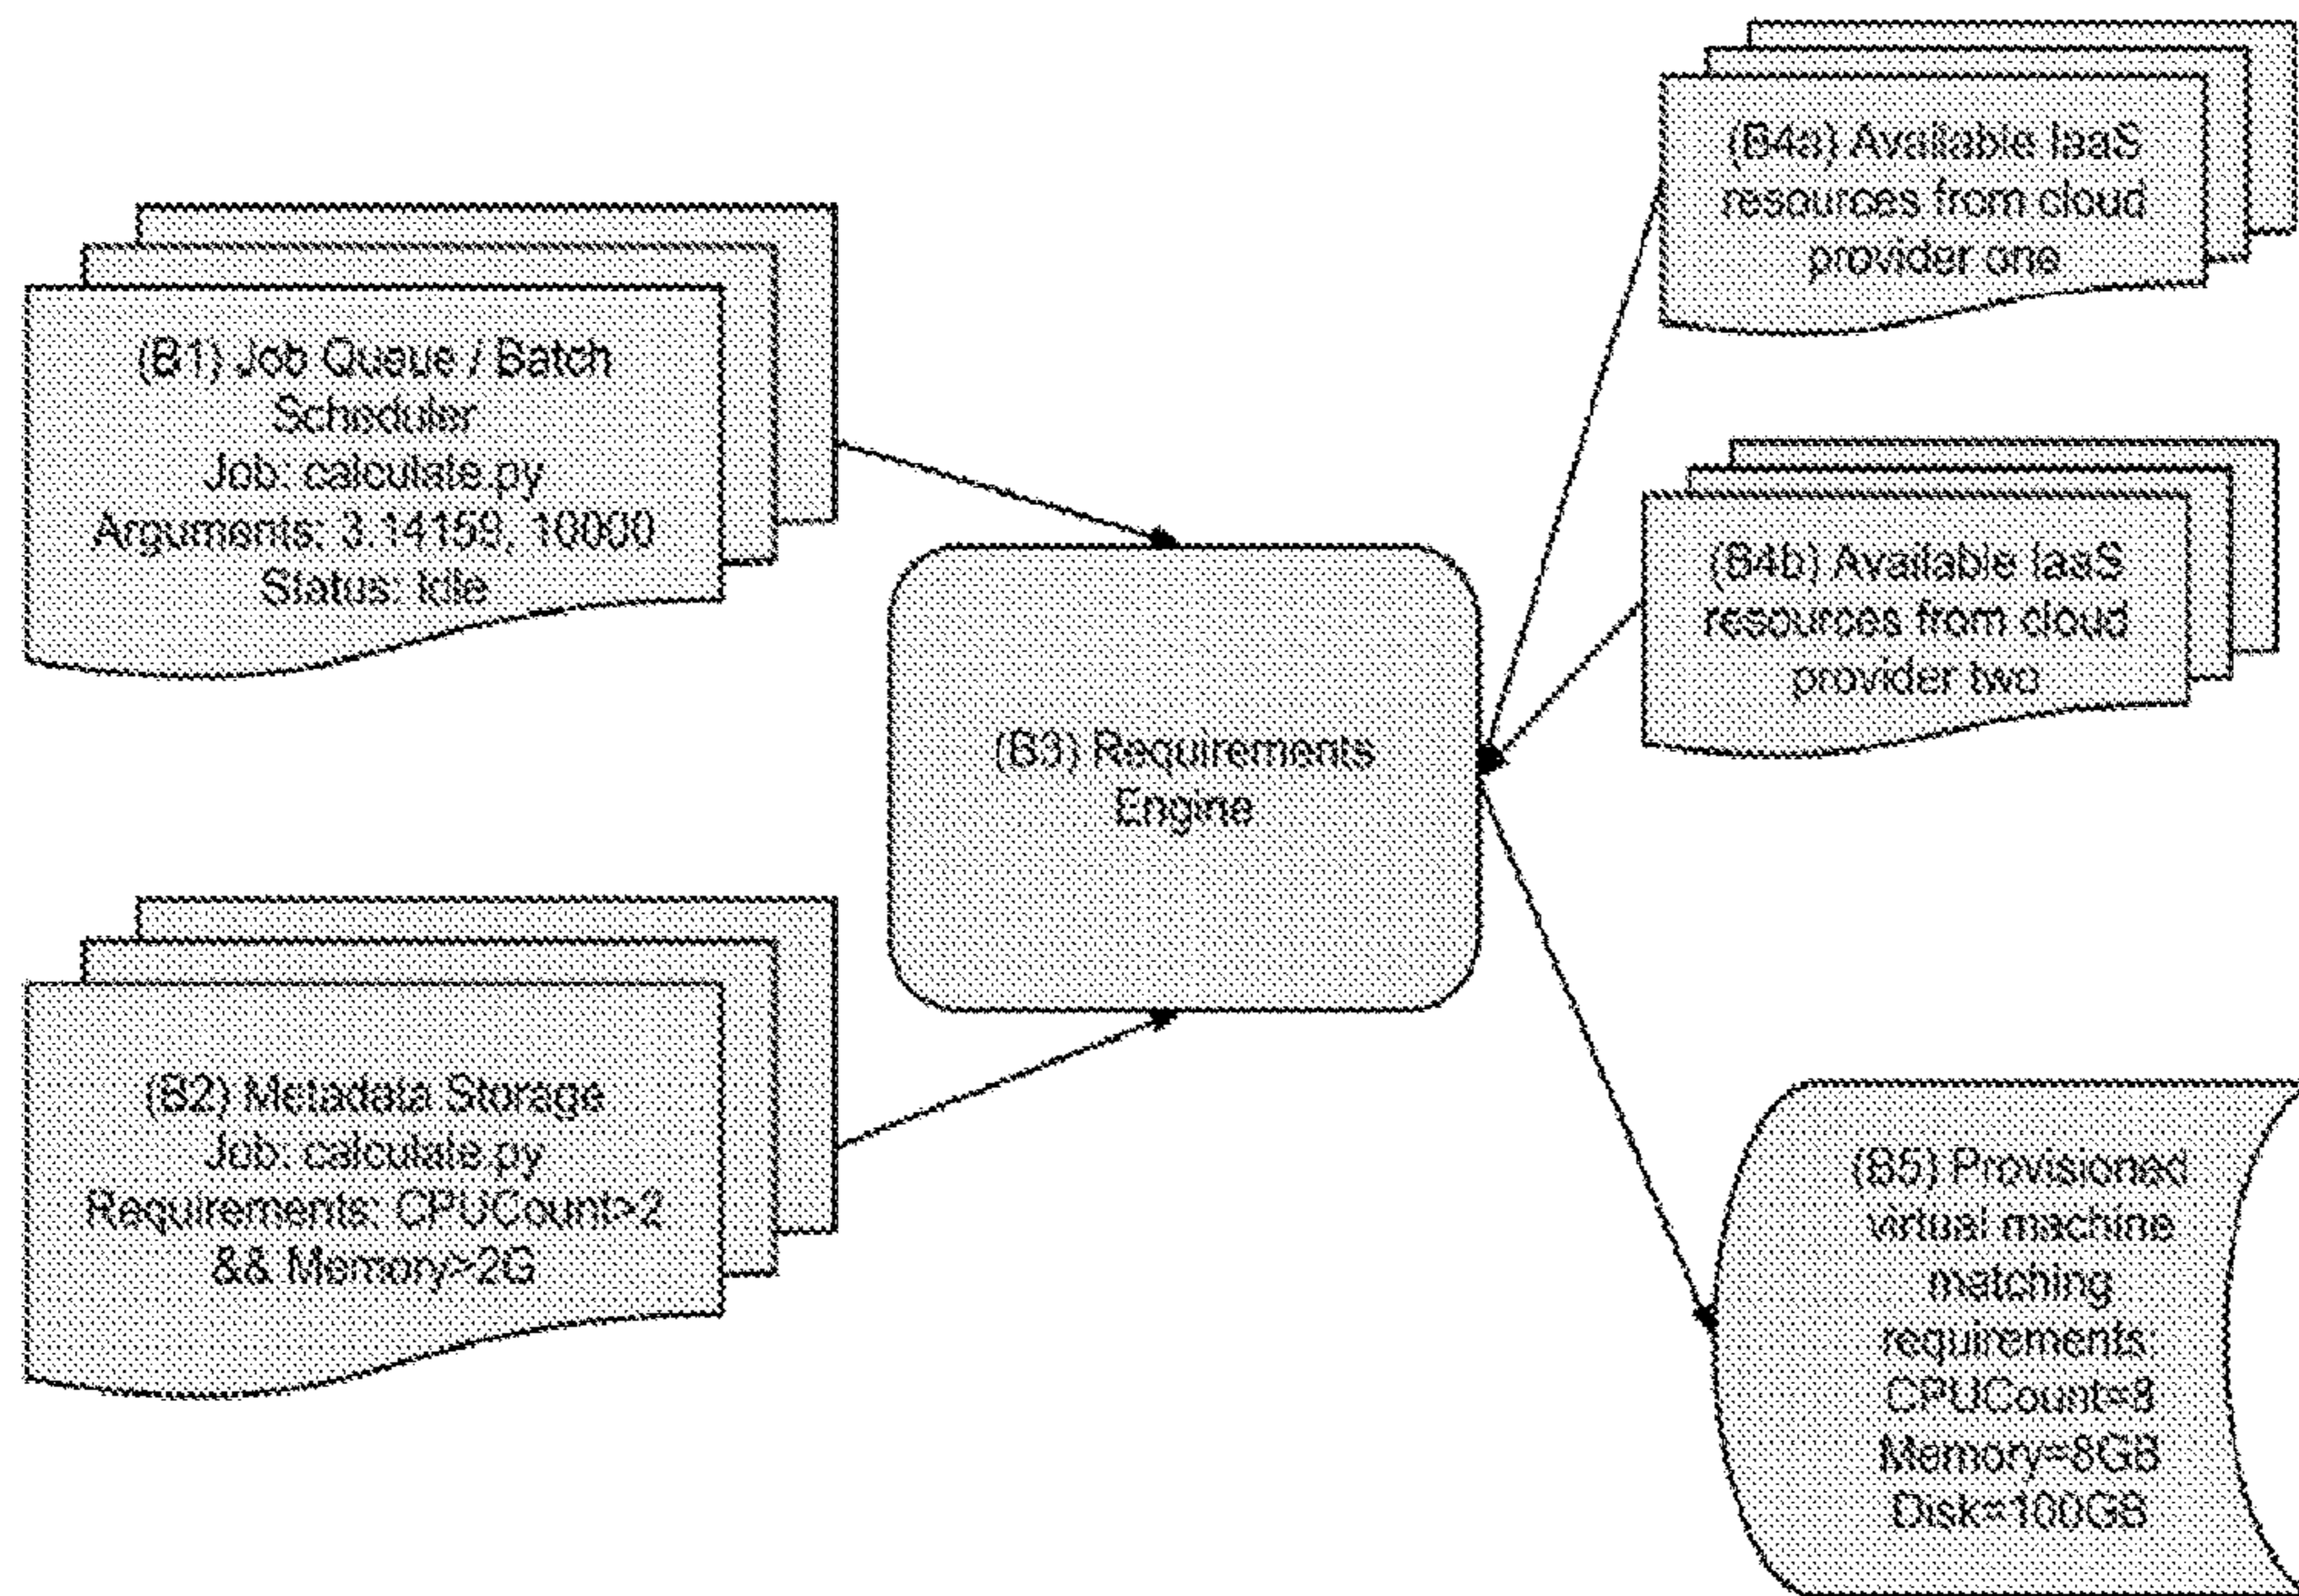 (B1) Job Queue / Batch
Scheduler
Job: calculate.py
Arguments: 3.14159, 10000
Status: Idle
(B2) Metadata Storage
Job: calculate.py
Requirements: CPUCount>2
&& Memory>2G
(B3) Requirements
Engine
(B4a) Available IaaS
resources from cloud
provider one
(B4b) Available IaaS
resources from cloud
provider two
(B5) Provisioned
virtual machine
matching
requirements:
CPUCount=8
Memory=8GB
Disk=100GB